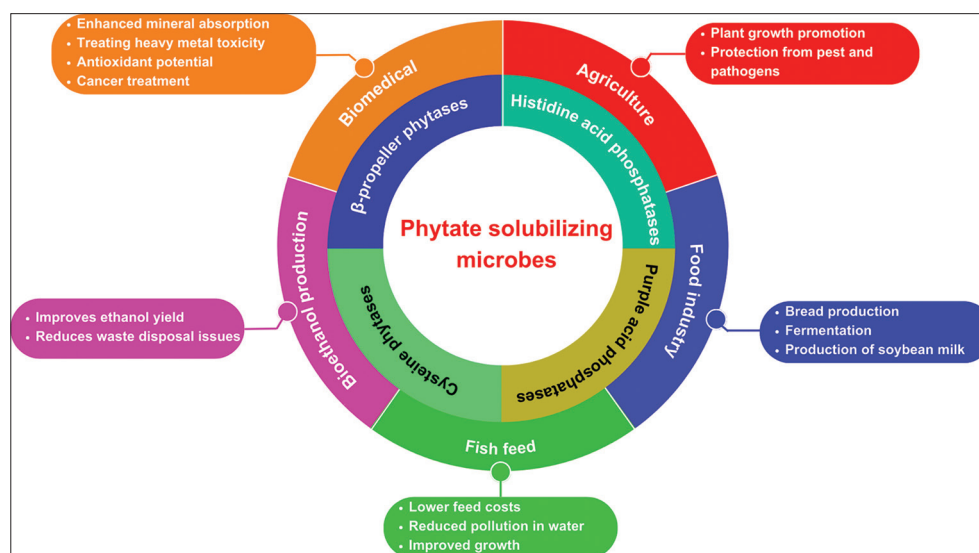 • Enhanced mineral absorption
• Treating heavy metal toxicity
• Antioxidant potential
• Cancer treatment
• Plant growth promotion
• Protection from pest and
pathogens
Biomedical
Agriculture
β-propeller phytases
Histidine acid phosphatases
Phytate solubilizing
microbes
Bioethanol production
Food industry
• Improves ethanol yield
• Reduces waste disposal issues
• Bread production
• Fermentation
• Production of soybean milk
Cysteine phytases
Purple acid phosphatases
Fish feed
• Lower feed costs
• Reduced pollution in water
• Improved growth